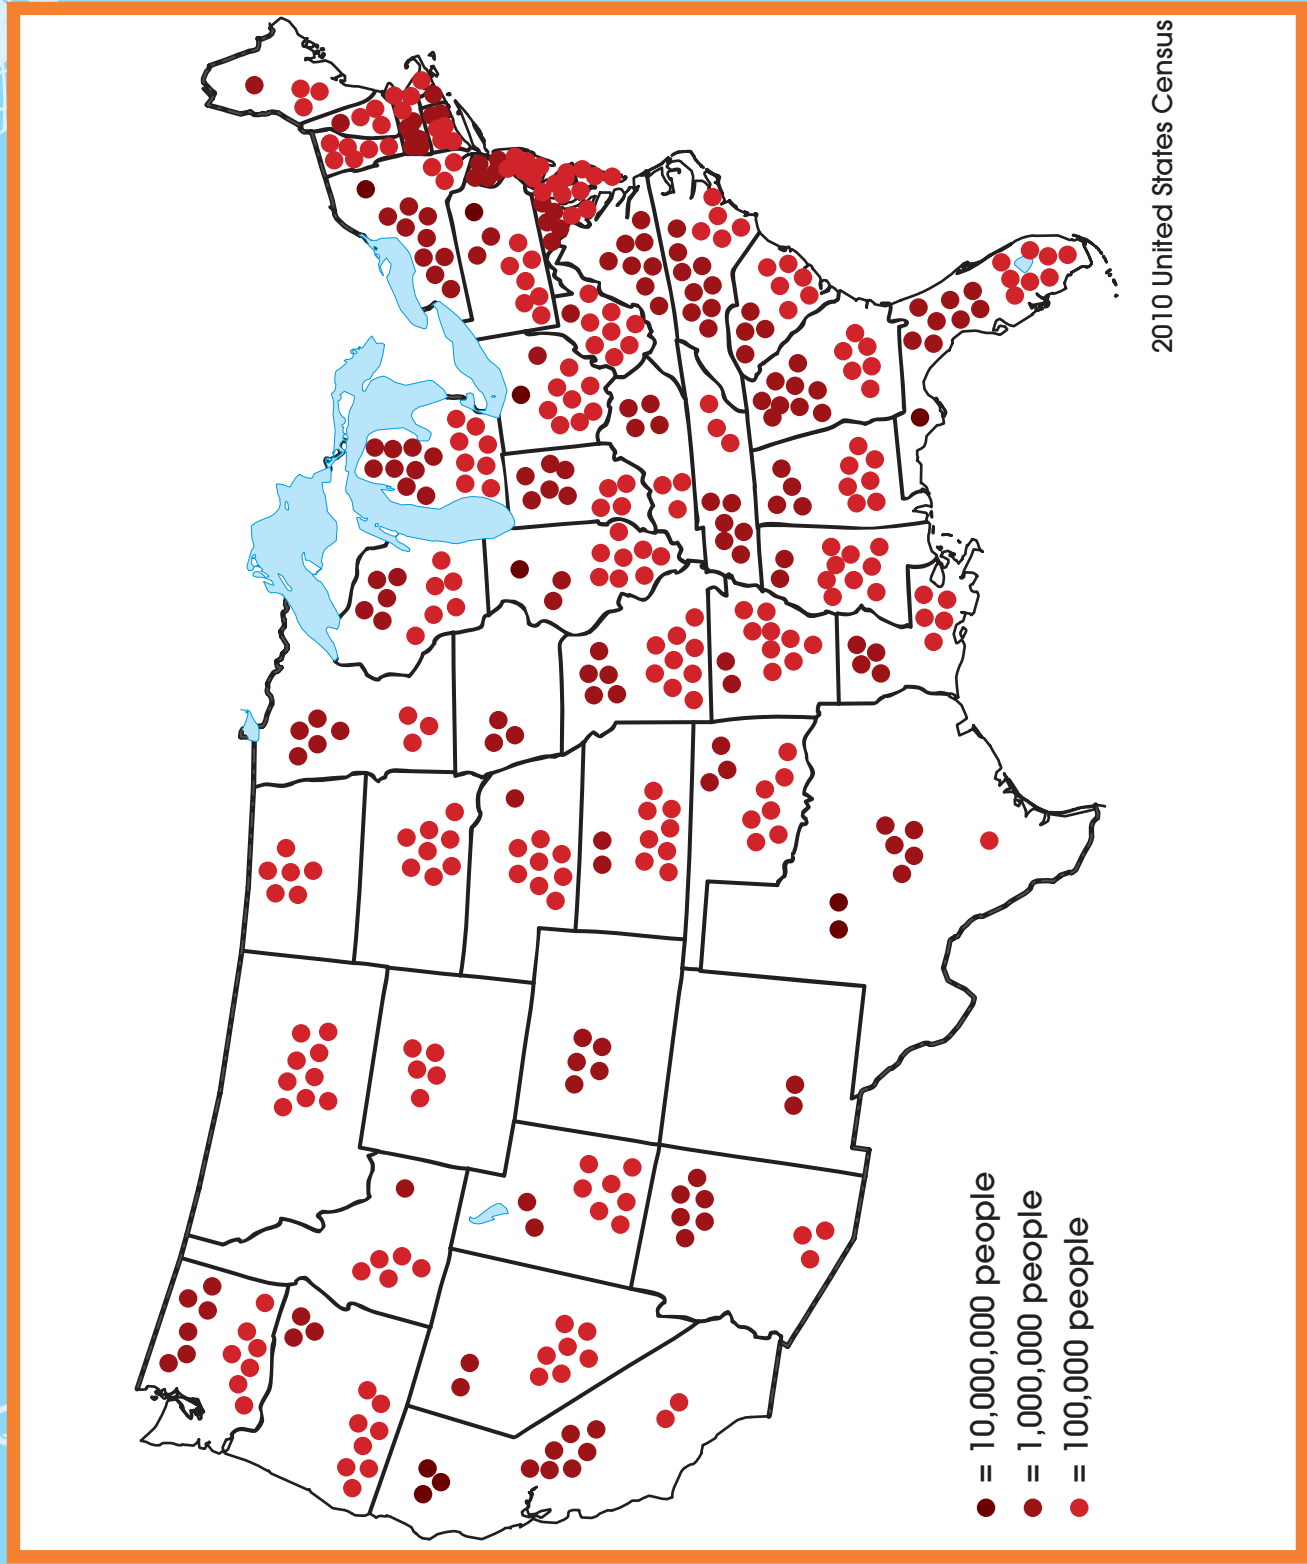 2010 United States Census
= 10,000,000 people
= 1,000,000 people
= 100,000 people